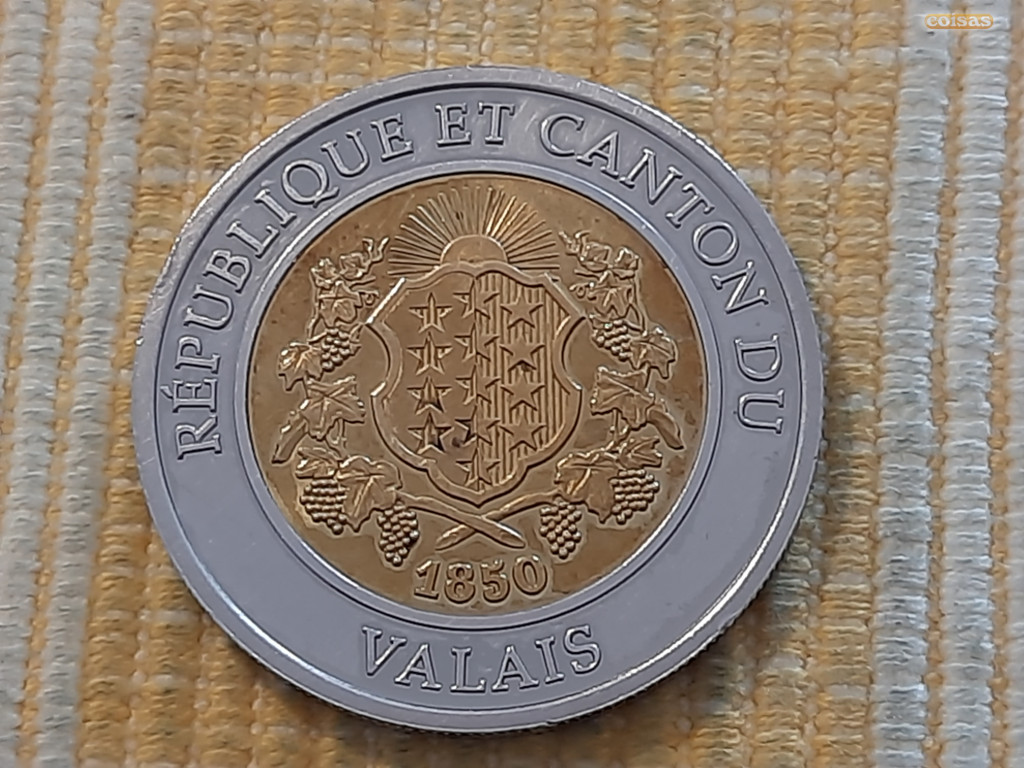 coisas
RÉPUBLIQUE ET CANTON DU
1850
VALAIS